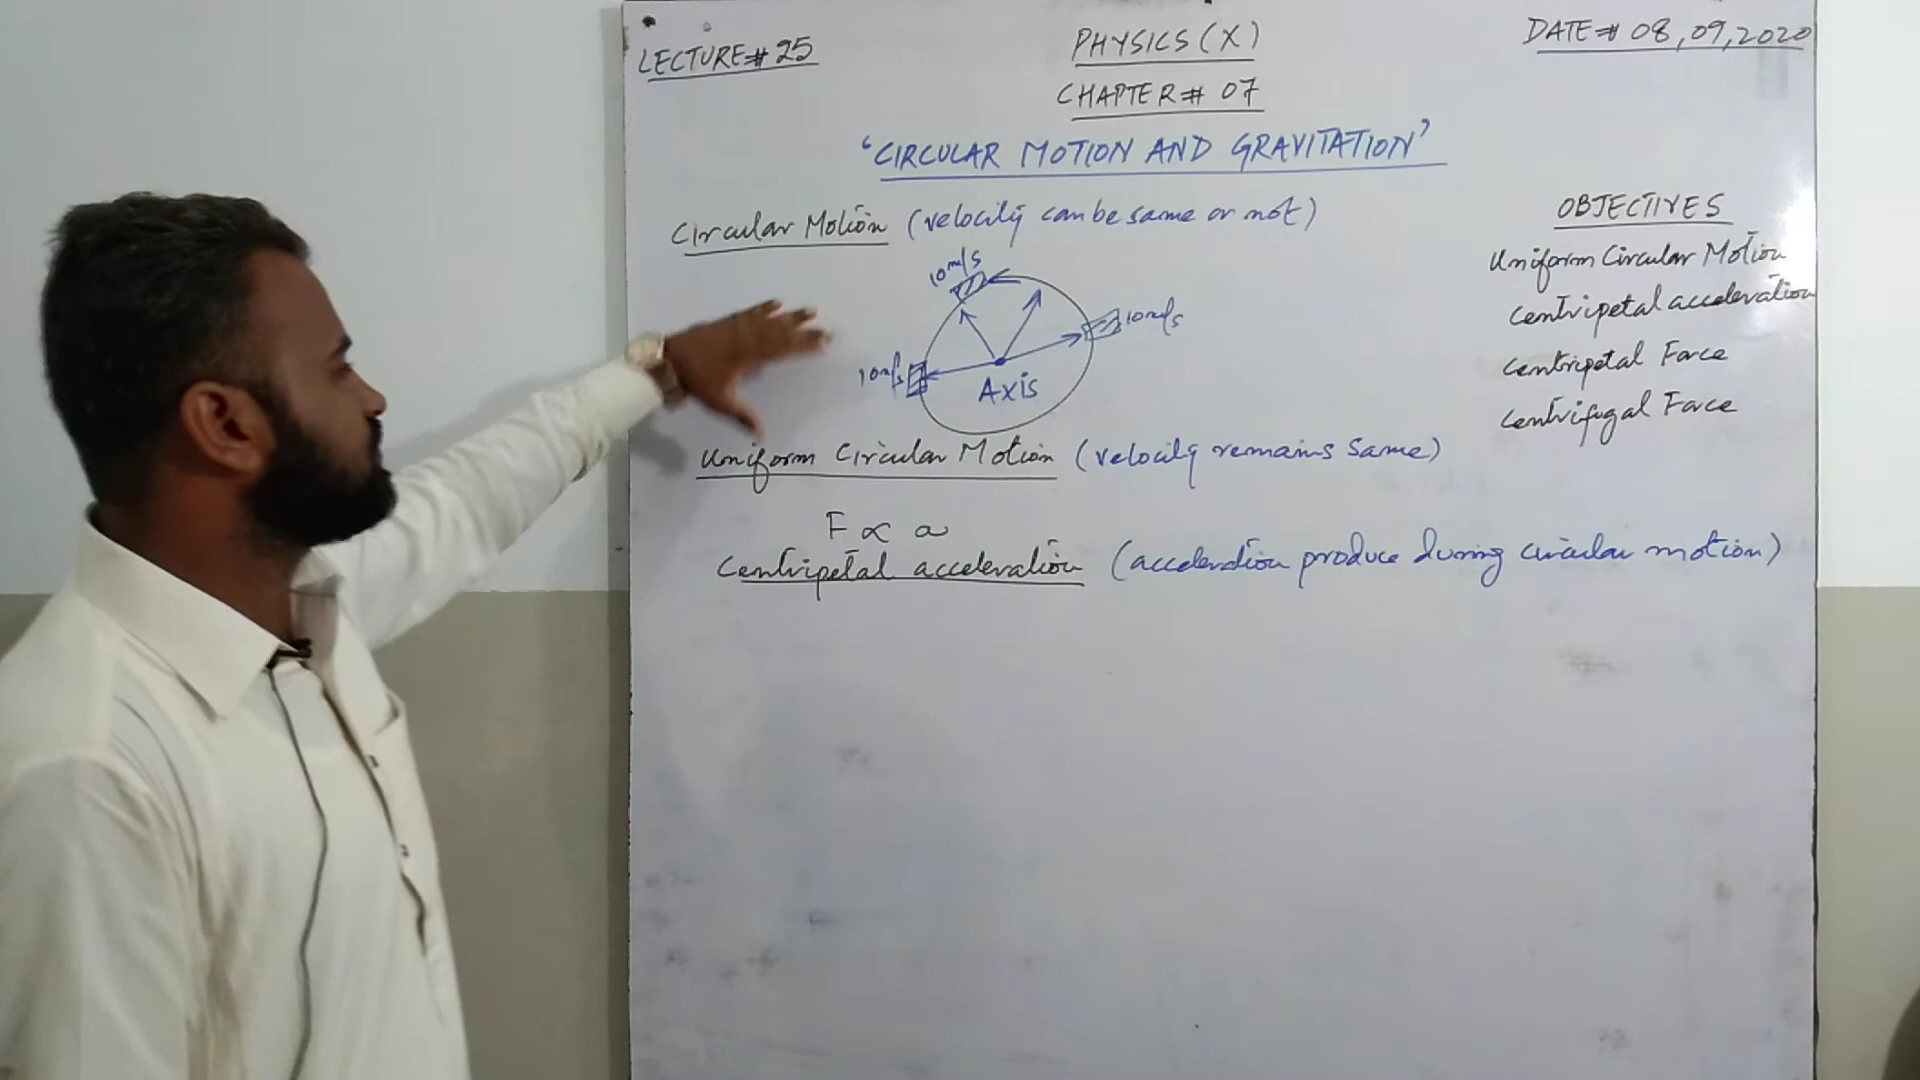 LECTURE# 25
PHYSICS (X)
DATE# 08,09,2020
CHAPTER# 07
"CIRCULAR MOTION AND GRAVITATION"
Circular Motion (velocity can be same or not)
10m/s
10m/s
10m/s
Axis
Uniform Circular Motion (velocity remains same)
F ∝ a
Centripetal acceleration (acceleration produce during circular motion)
OBJECTIVES
Uniform Circular Motion
Centripetal acceleration
Centripetal Force
Centrifugal Force